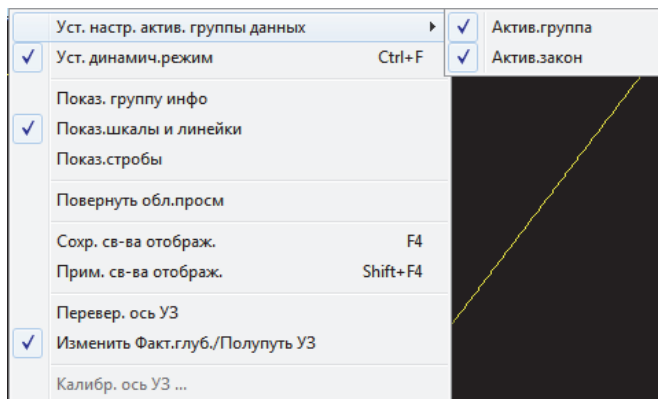 Уст. настр. актив. группы данных
Актив.группа
Уст. динамич.режим Ctrl+F
Актив.закон
Показ. группу инфо
Показ.шкалы и линейки
Показ.стробы
Повернуть обл.просм
Сохр. св-ва отображ. F4
Прим. св-ва отображ. Shift+F4
Перевер. ось УЗ
Изменить Факт.глуб./Полупуть УЗ
Калибр. ось УЗ ...